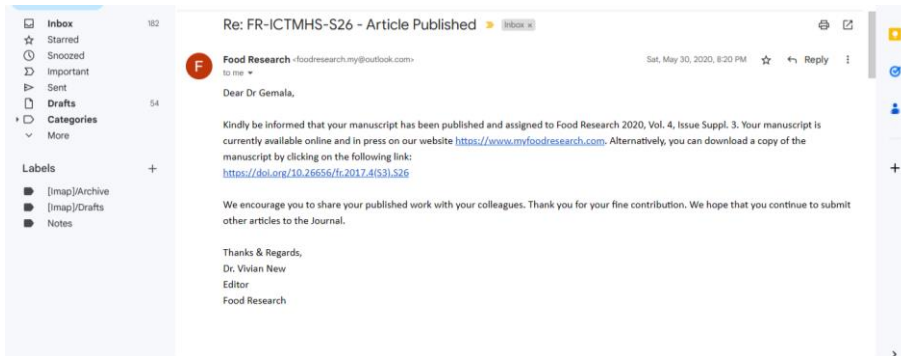 Inbox 182
Starred
Snoozed
Important
Sent
Drafts 54
Categories
More
Labels +
[Imap]/Archive
[Imap]/Drafts
Notes
Re: FR-ICTMHS-S26 - Article Published Inbox x
Food Research <foodresearch.my@outlook.com> Sat, May 30, 2020, 8:20 PM Reply
F
to me
Dear Dr Gemala,
Kindly be informed that your manuscript has been published and assigned to Food Research 2020, Vol. 4, Issue Suppl. 3. Your manuscript is
currently available online and in press on our website https://www.myfoodresearch.com. Alternatively, you can download a copy of the
manuscript by clicking on the following link:
https://doi.org/10.26656/fr.2017.4(S3).S26
We encourage you to share your published work with your colleagues. Thank you for your fine contribution. We hope that you continue to submit
other articles to the Journal.
Thanks & Regards,
Dr. Vivian New
Editor
Food Research